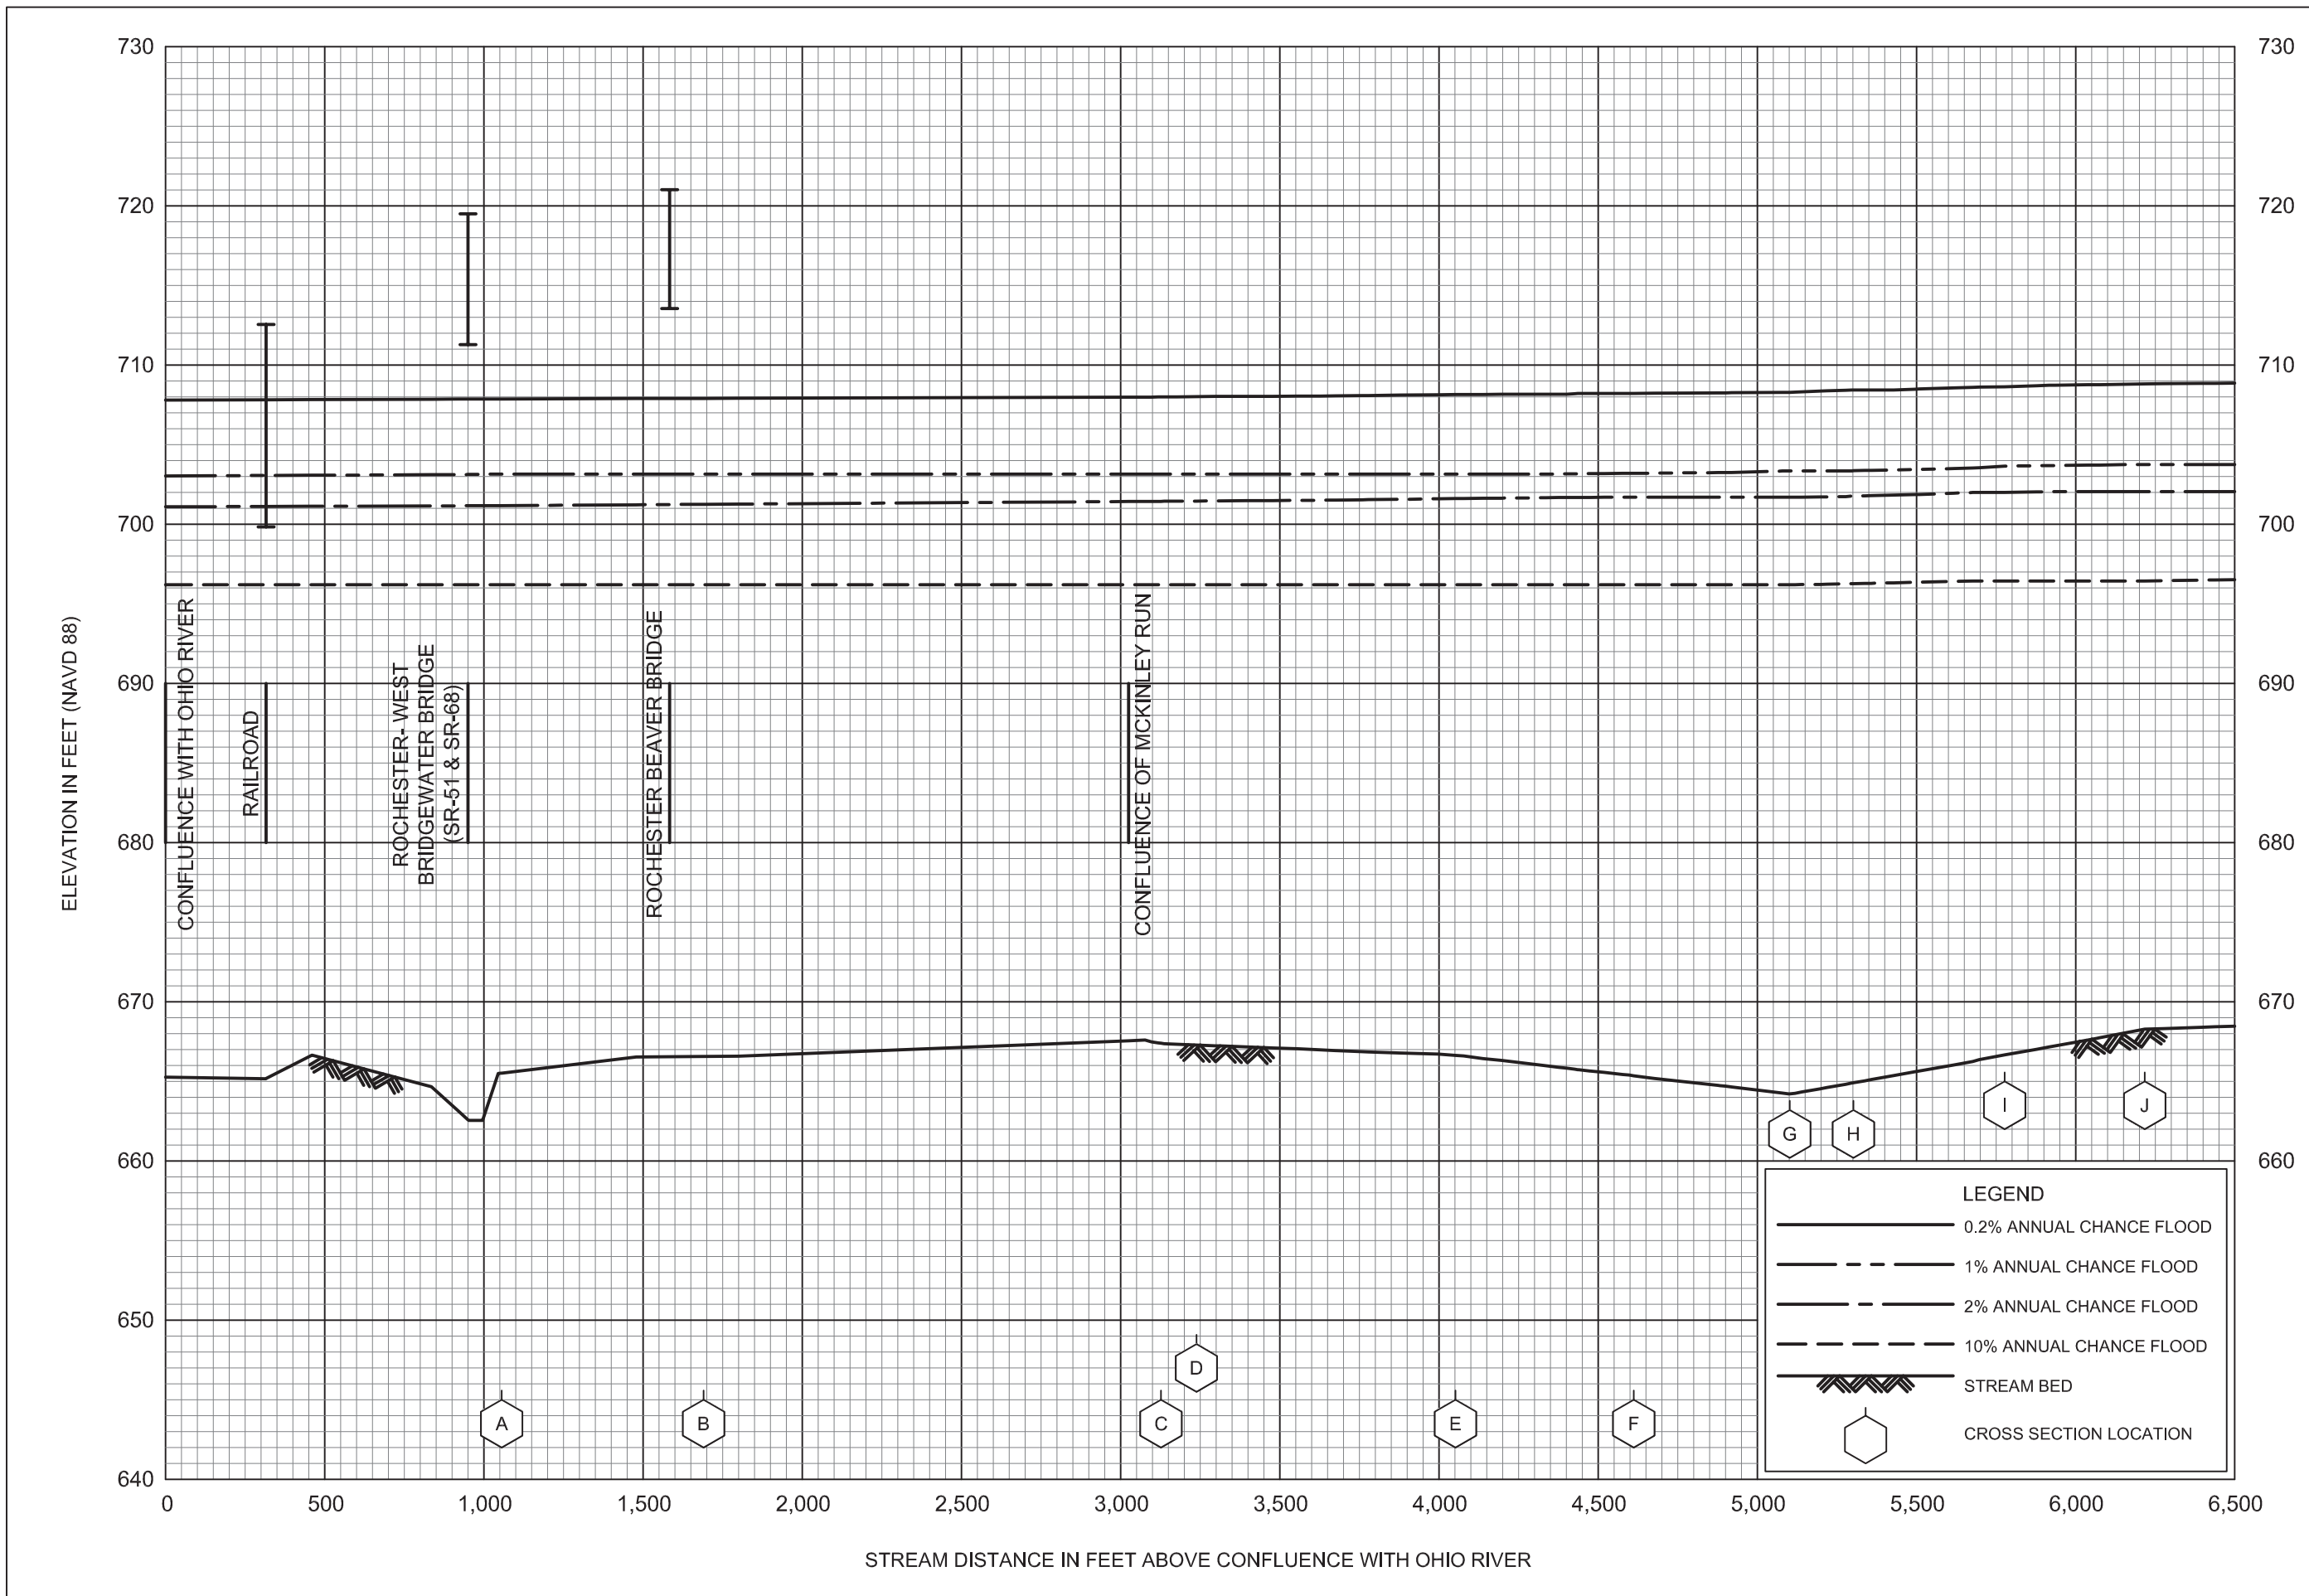 730
730
720
720
710
710
700
700
690
690
680
680
670
670
660
660
650
640
ELEVATION IN FEET (NAVD 88)
CONFLUENCE WITH OHIO RIVER
RAILROAD
ROCHESTER- WEST
BRIDGEWATER BRIDGE
(SR-51 & SR-68)
ROCHESTER BEAVER BRIDGE
CONFLUENCE OF MCKINLEY RUN
A
B
C
D
E
F
G
H
I
J
LEGEND
0.2% ANNUAL CHANCE FLOOD
1% ANNUAL CHANCE FLOOD
2% ANNUAL CHANCE FLOOD
10% ANNUAL CHANCE FLOOD
STREAM BED
CROSS SECTION LOCATION
0 500 1,000 1,500 2,000 2,500 3,000 3,500 4,000 4,500 5,000 5,500 6,000 6,500
STREAM DISTANCE IN FEET ABOVE CONFLUENCE WITH OHIO RIVER